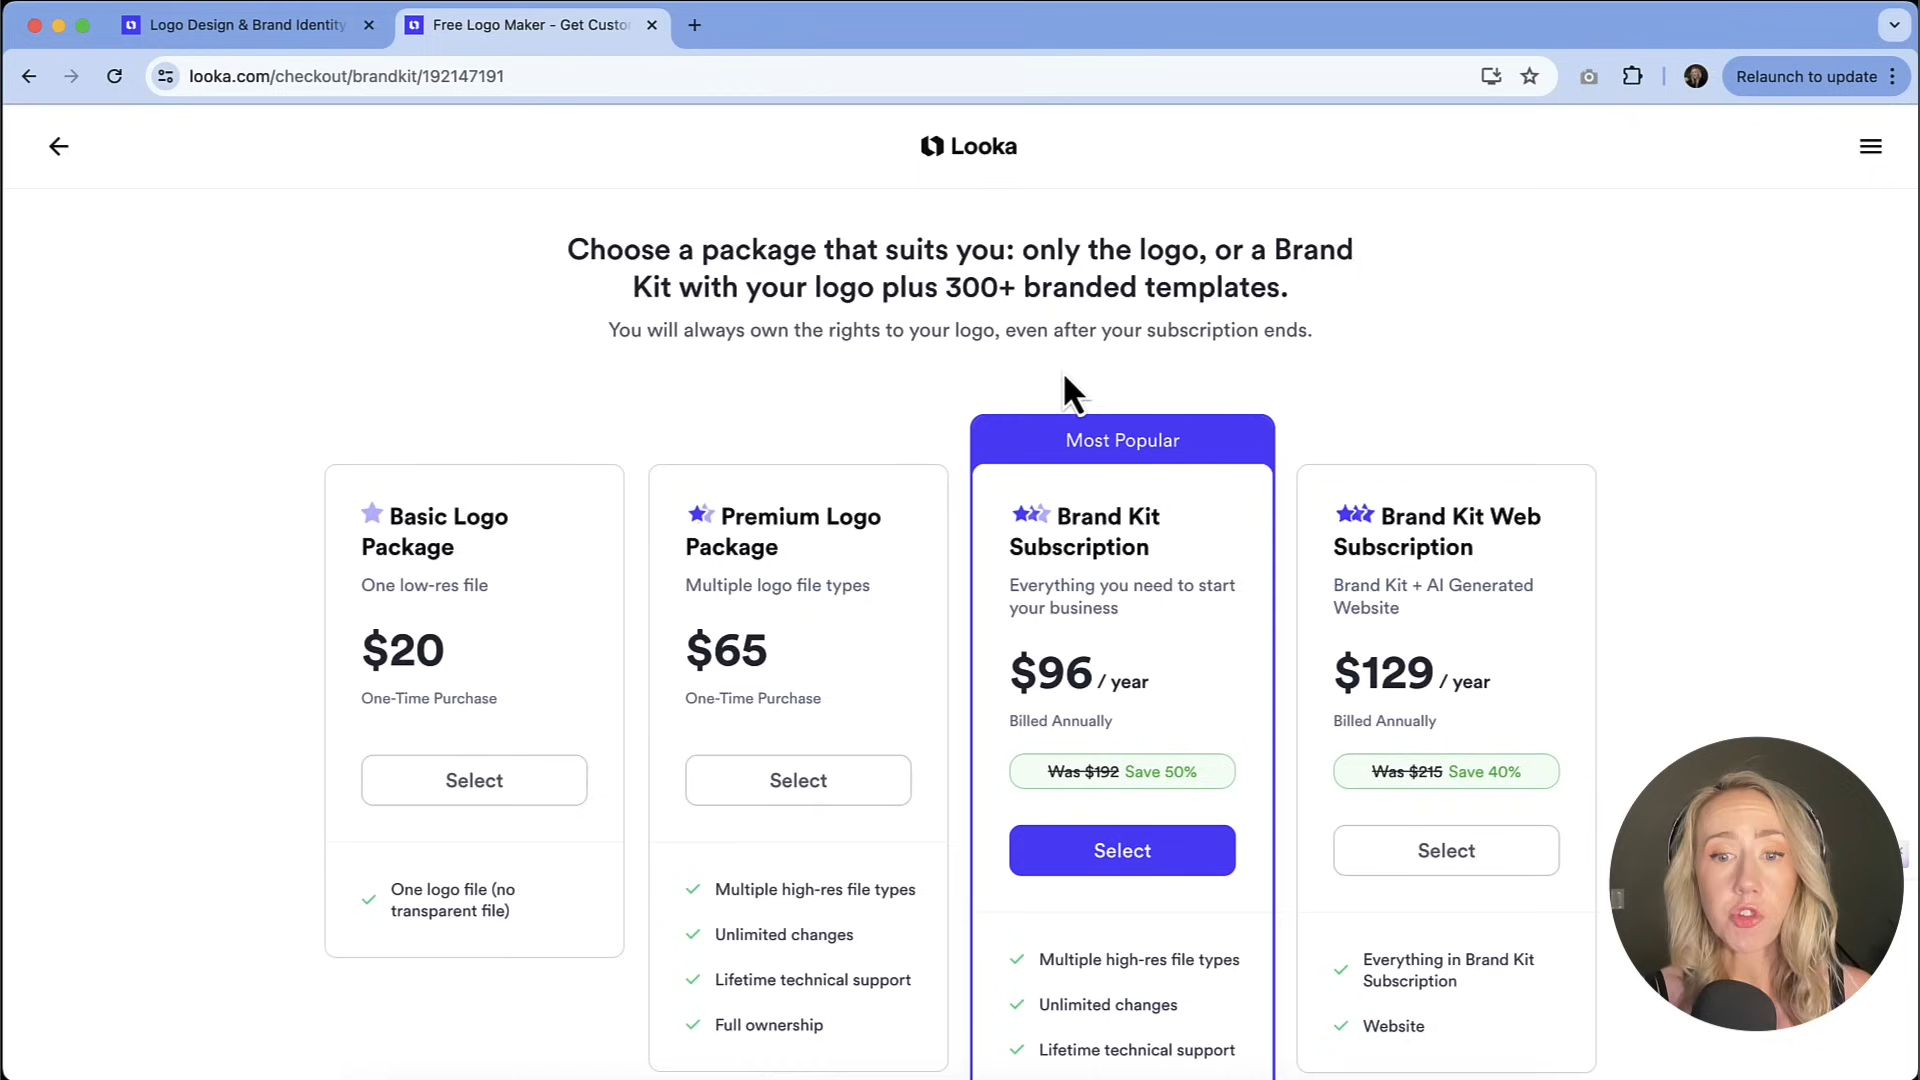 Logo Design & Brand Identity
Free Logo Maker - Get Custo
looka.com/checkout/brandkit/192147191
Relaunch to update
Looka
Choose a package that suits you: only the logo, or a Brand
Kit with your logo plus 300+ branded templates.
You will always own the rights to your logo, even after your subscription ends.
Basic Logo
Package
One low-res file
$20
One-Time Purchase
Select
One logo file (no
transparent file)
Premium Logo
Package
Multiple logo file types
$65
One-Time Purchase
Select
Multiple high-res file types
Unlimited changes
Lifetime technical support
Full ownership
Most Popular
Brand Kit
Subscription
Everything you need to start
your business
$96 / year
Billed Annually
Was $192 Save 50%
Select
Multiple high-res file types
Unlimited changes
Lifetime technical support
Brand Kit Web
Subscription
Brand Kit + AI Generated
Website
$129 / year
Billed Annually
Was $215 Save 40%
Select
Everything in Brand Kit
Subscription
Website